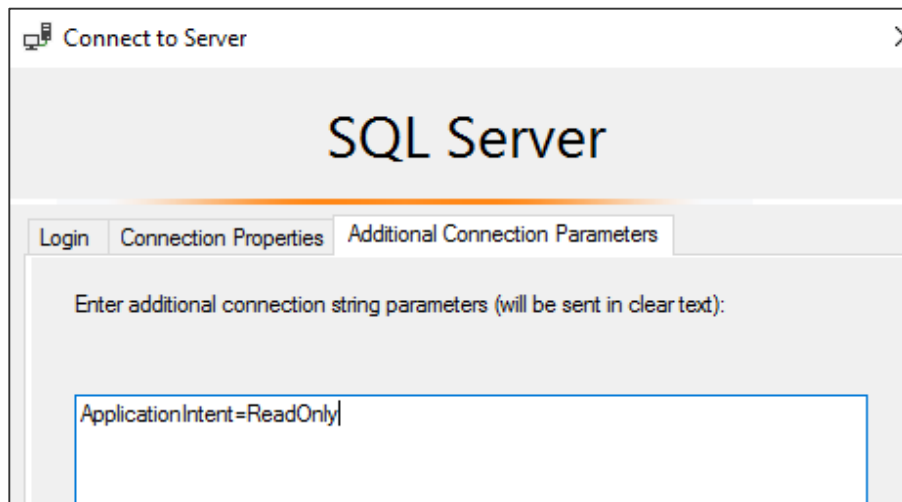 Connect to Server
SQL Server
Login Connection Properties Additional Connection Parameters
Enter additional connection string parameters (will be sent in clear text):
ApplicationIntent=ReadOnly